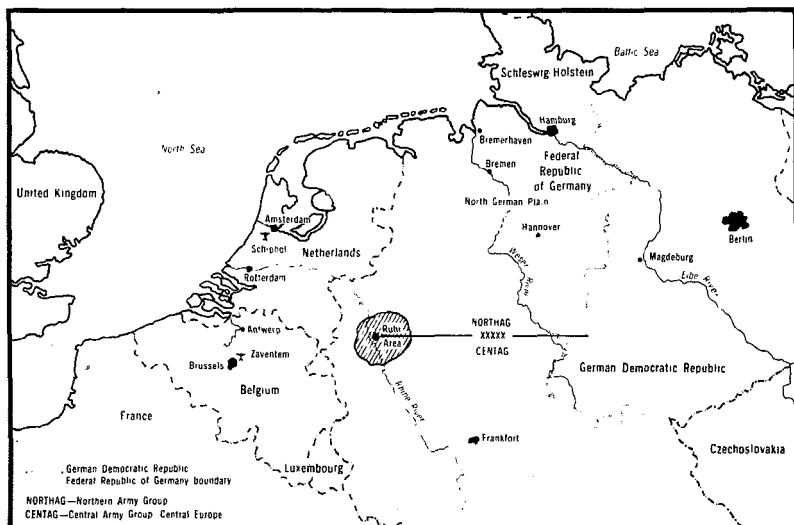 Baltic Sea
Schleswig Holstein
Hamburg
North Sea
Bremerhaven
Federal
Republic
of Germany
Bremen
United Kingdom
North German Plain
Amsterdam
Hannover
Berlin
Schiphol
Netherlands
Weser
River
Magdeburg
Elbe River
Rotterdam
Antwerp
Ruhr
Area
NORTHAG
XXXXX
CENTAG
Brussels
Zaventem
German Democratic Republic
Belgium
Rhine River
France
Frankfort
Czechoslovakia
Luxembourg
German Democratic Republic
Federal Republic of Germany boundary
NORTHAG—Northern Army Group
CENTAG—Central Army Group Central Europe